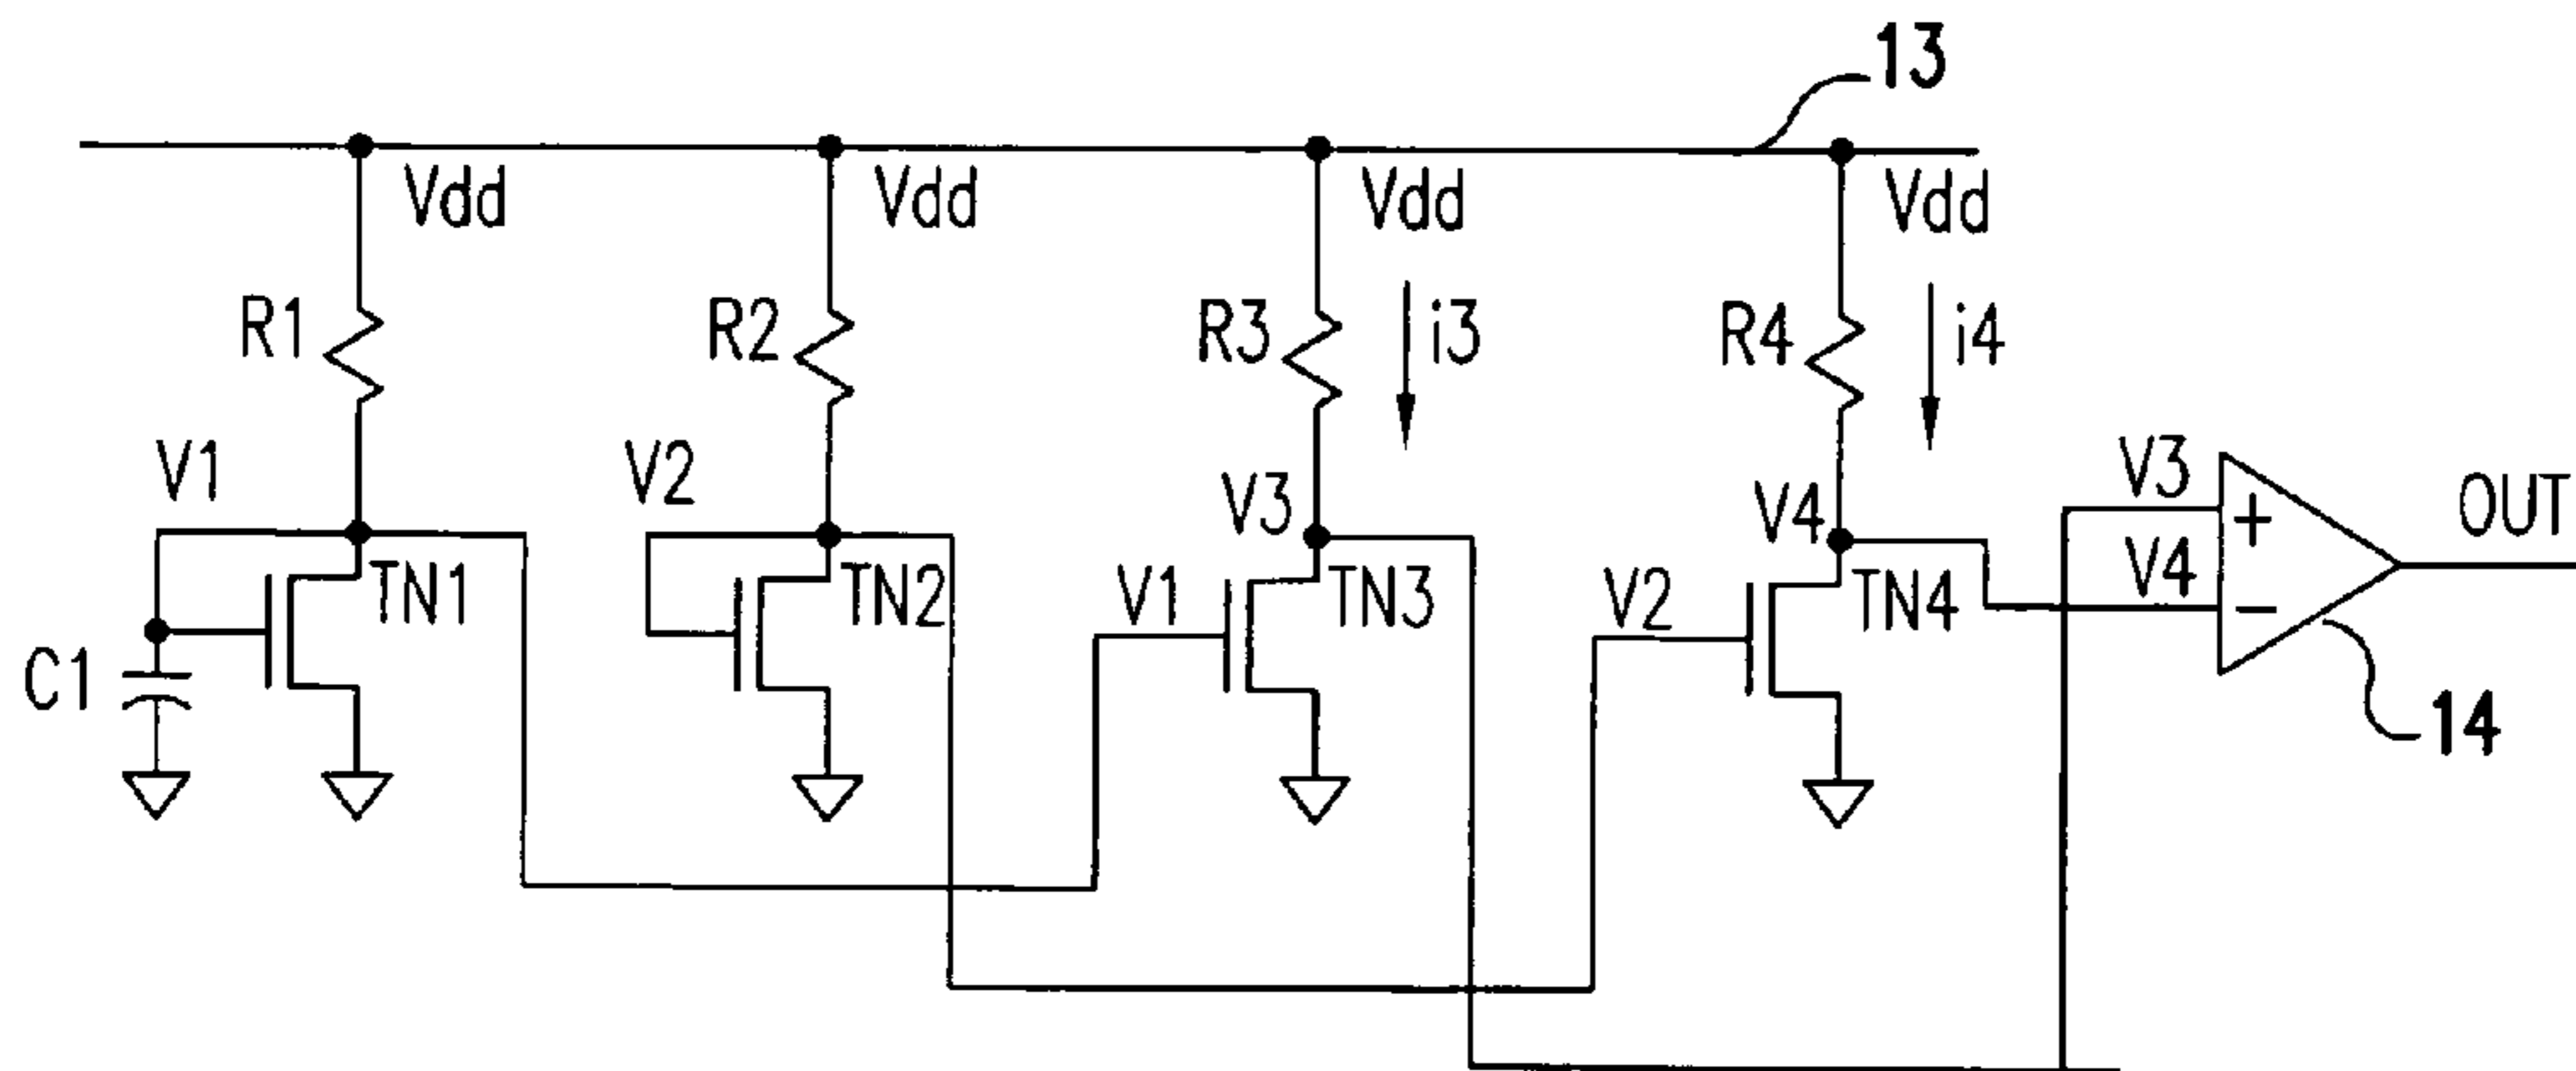 13
Vdd Vdd Vdd Vdd
R1 R2 R3 i3 R4 i4
V1 V2 V3 V4 V3 OUT
TN1 TN2 V1 TN3 V2 TN4 V4 +
−
C1 14